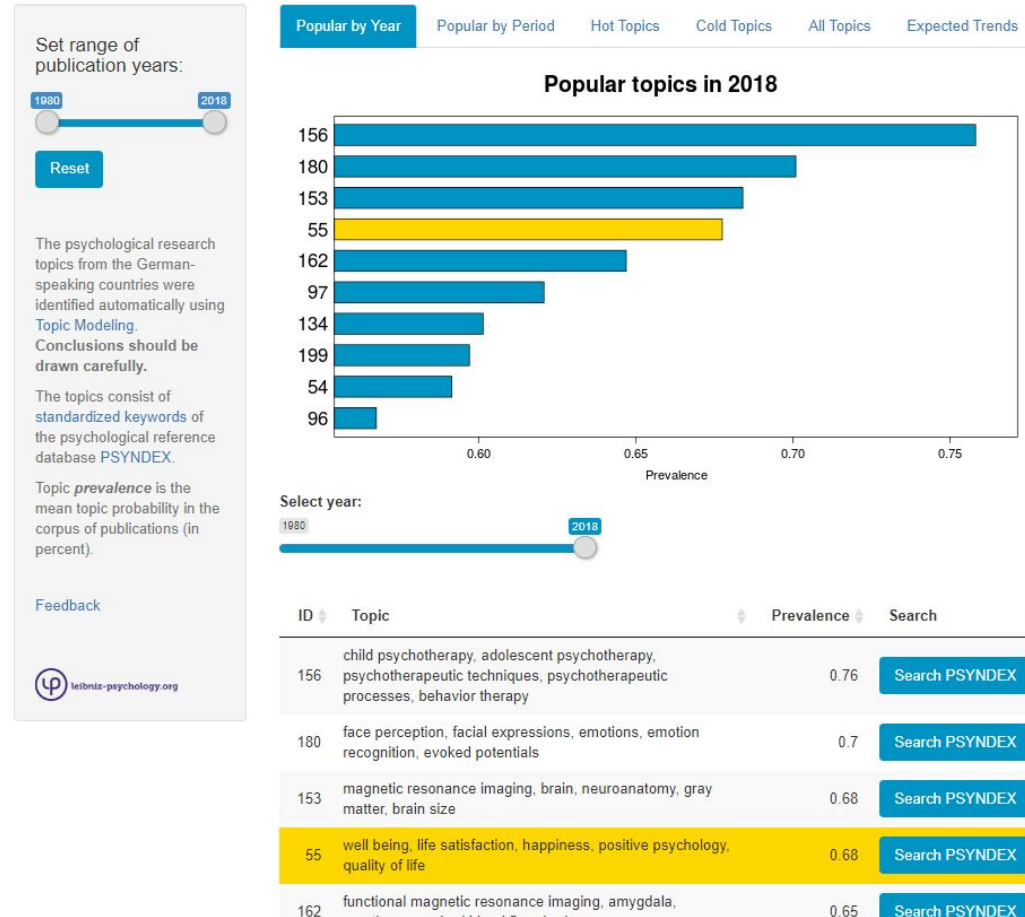 Set range of
publication years:
1980
2018
Reset
The psychological research
topics from the German-
speaking countries were
identified automatically using
Topic Modeling.
Conclusions should be
drawn carefully.
The topics consist of
standardized keywords of
the psychological reference
database PSYNDEX.
Topic prevalence is the
mean topic probability in the
corpus of publications (in
percent).
Feedback
leibniz-psychology.org
Popular by Year
Popular by Period
Hot Topics
Cold Topics
All Topics
Expected Trends
Popular topics in 2018
156
180
153
55
162
97
134
199
54
96
0.60
0.65
0.70
0.75
Prevalence
Select year:
1980
2018
ID Topic Prevalence Search
child psychotherapy, adolescent psychotherapy,
156 psychotherapeutic techniques, psychotherapeutic 0.76 Search PSYNDEX
processes, behavior therapy
face perception, facial expressions, emotions, emotion
180 0.7 Search PSYNDEX
recognition, evoked potentials
magnetic resonance imaging, brain, neuroanatomy, gray
153 0.68 Search PSYNDEX
matter, brain size
well being, life satisfaction, happiness, positive psychology,
55 0.68 Search PSYNDEX
quality of life
functional magnetic resonance imaging, amygdala,
162 0.65 Search PSYNDEX